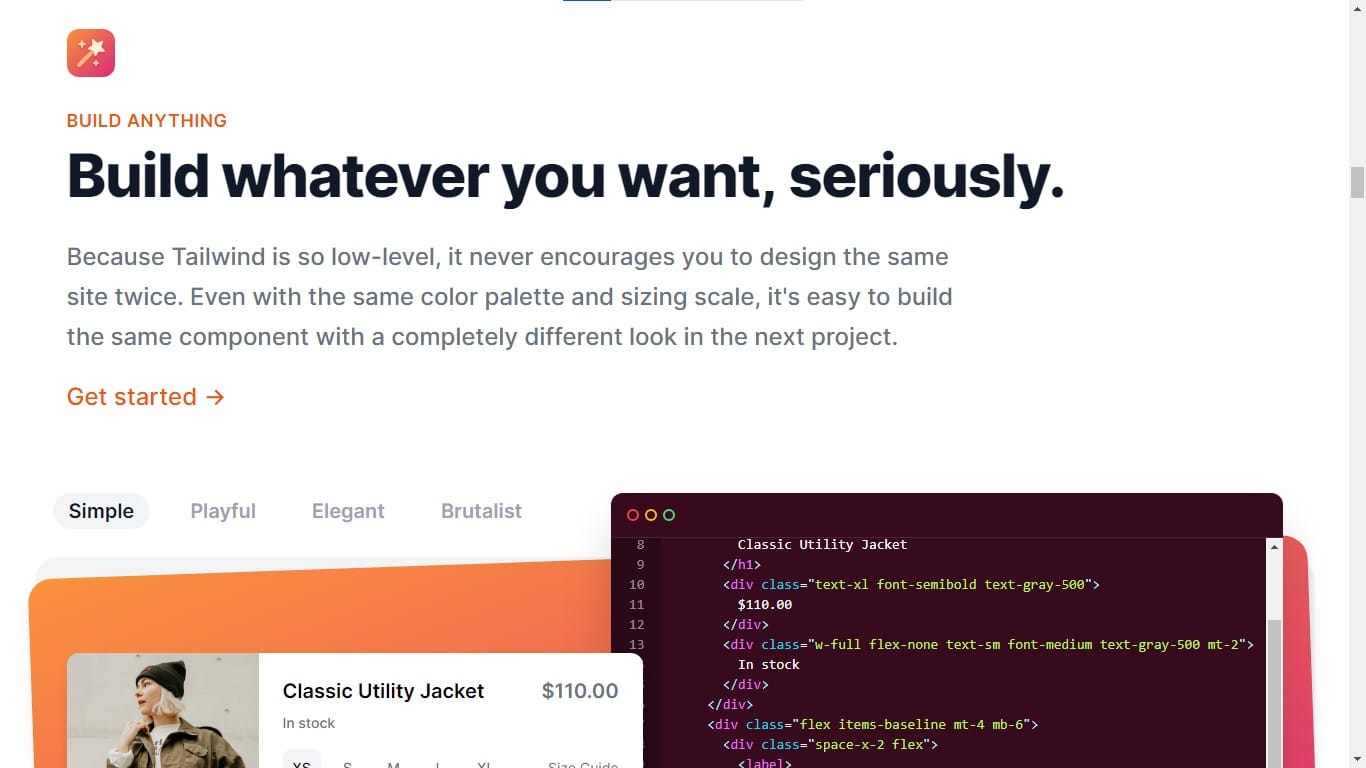 BUILD ANYTHING
Build whatever you want, seriously.
Because Tailwind is so low-level, it never encourages you to design the same
site twice. Even with the same color palette and sizing scale, it's easy to build
the same component with a completely different look in the next project.
Get started →
Simple Playful Elegant Brutalist
Classic Utility Jacket $110.00
In stock
XS S M L XL Size Guide
8 Classic Utility Jacket
9 </h1>
10 <div class="text-xl font-semibold text-gray-500">
11 $110.00
12 </div>
13 <div class="w-full flex-none text-sm font-medium text-gray-500 mt-2">
In stock
</div>
</div>
<div class="flex items-baseline mt-4 mb-6">
<div class="space-x-2 flex">
<label>